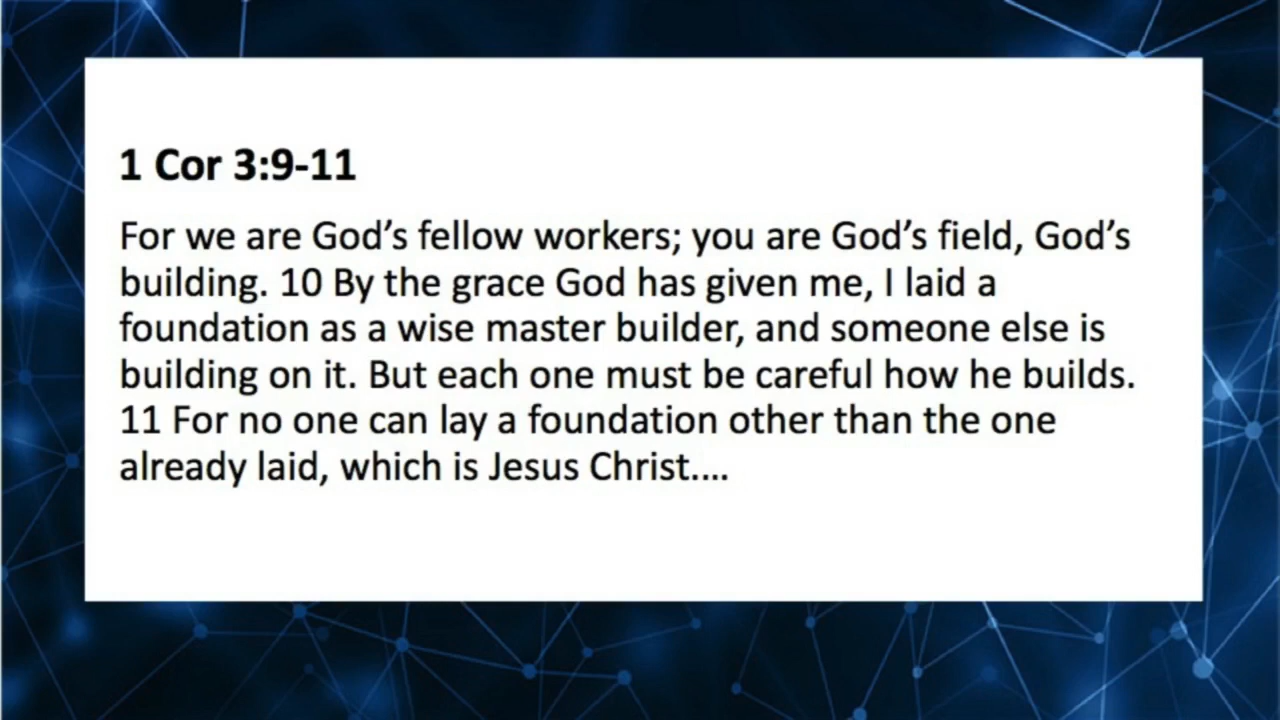 1 Cor 3:9-11
For we are God’s fellow workers; you are God’s field, God’s
building. 10 By the grace God has given me, I laid a
foundation as a wise master builder, and someone else is
building on it. But each one must be careful how he builds.
11 For no one can lay a foundation other than the one
already laid, which is Jesus Christ....